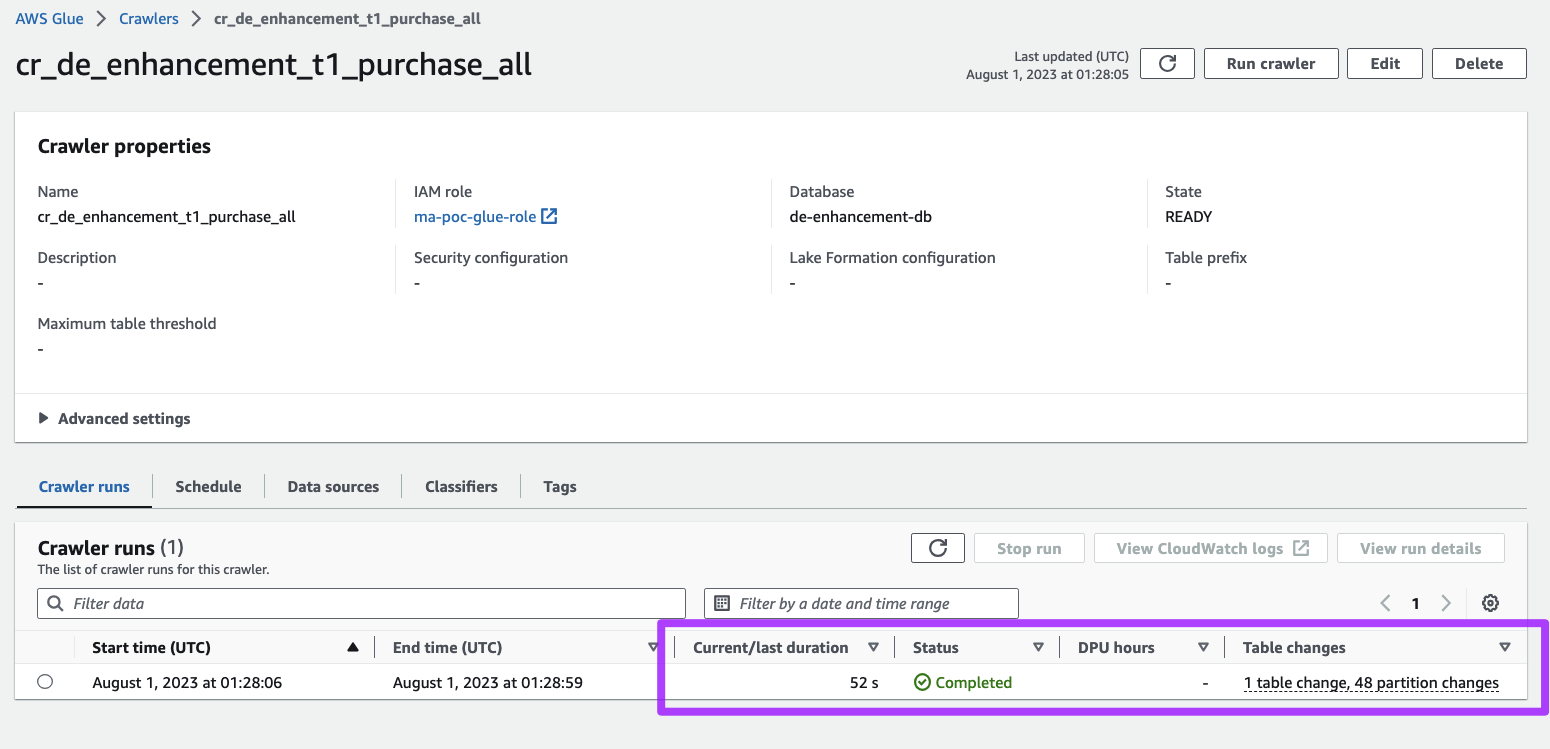 AWS Glue > Crawlers > cr_de_enhancement_t1_purchase_all
cr_de_enhancement_t1_purchase_all
Last updated (UTC)
August 1, 2023 at 01:28:05
Run crawler
Edit
Delete
Crawler properties
Name
cr_de_enhancement_t1_purchase_all
IAM role
ma-poc-glue-role
Database
de-enhancement-db
State
READY
Description
-
Security configuration
-
Lake Formation configuration
-
Table prefix
-
Maximum table threshold
-
Advanced settings
Crawler runs
Schedule
Data sources
Classifiers
Tags
Crawler runs (1)
The list of crawler runs for this crawler.
Stop run
View CloudWatch logs
View run details
Filter data
Filter by a date and time range
1
Start time (UTC) End time (UTC) Current/last duration Status DPU hours Table changes
August 1, 2023 at 01:28:06 August 1, 2023 at 01:28:59 52 s Completed - 1 table change, 48 partition changes